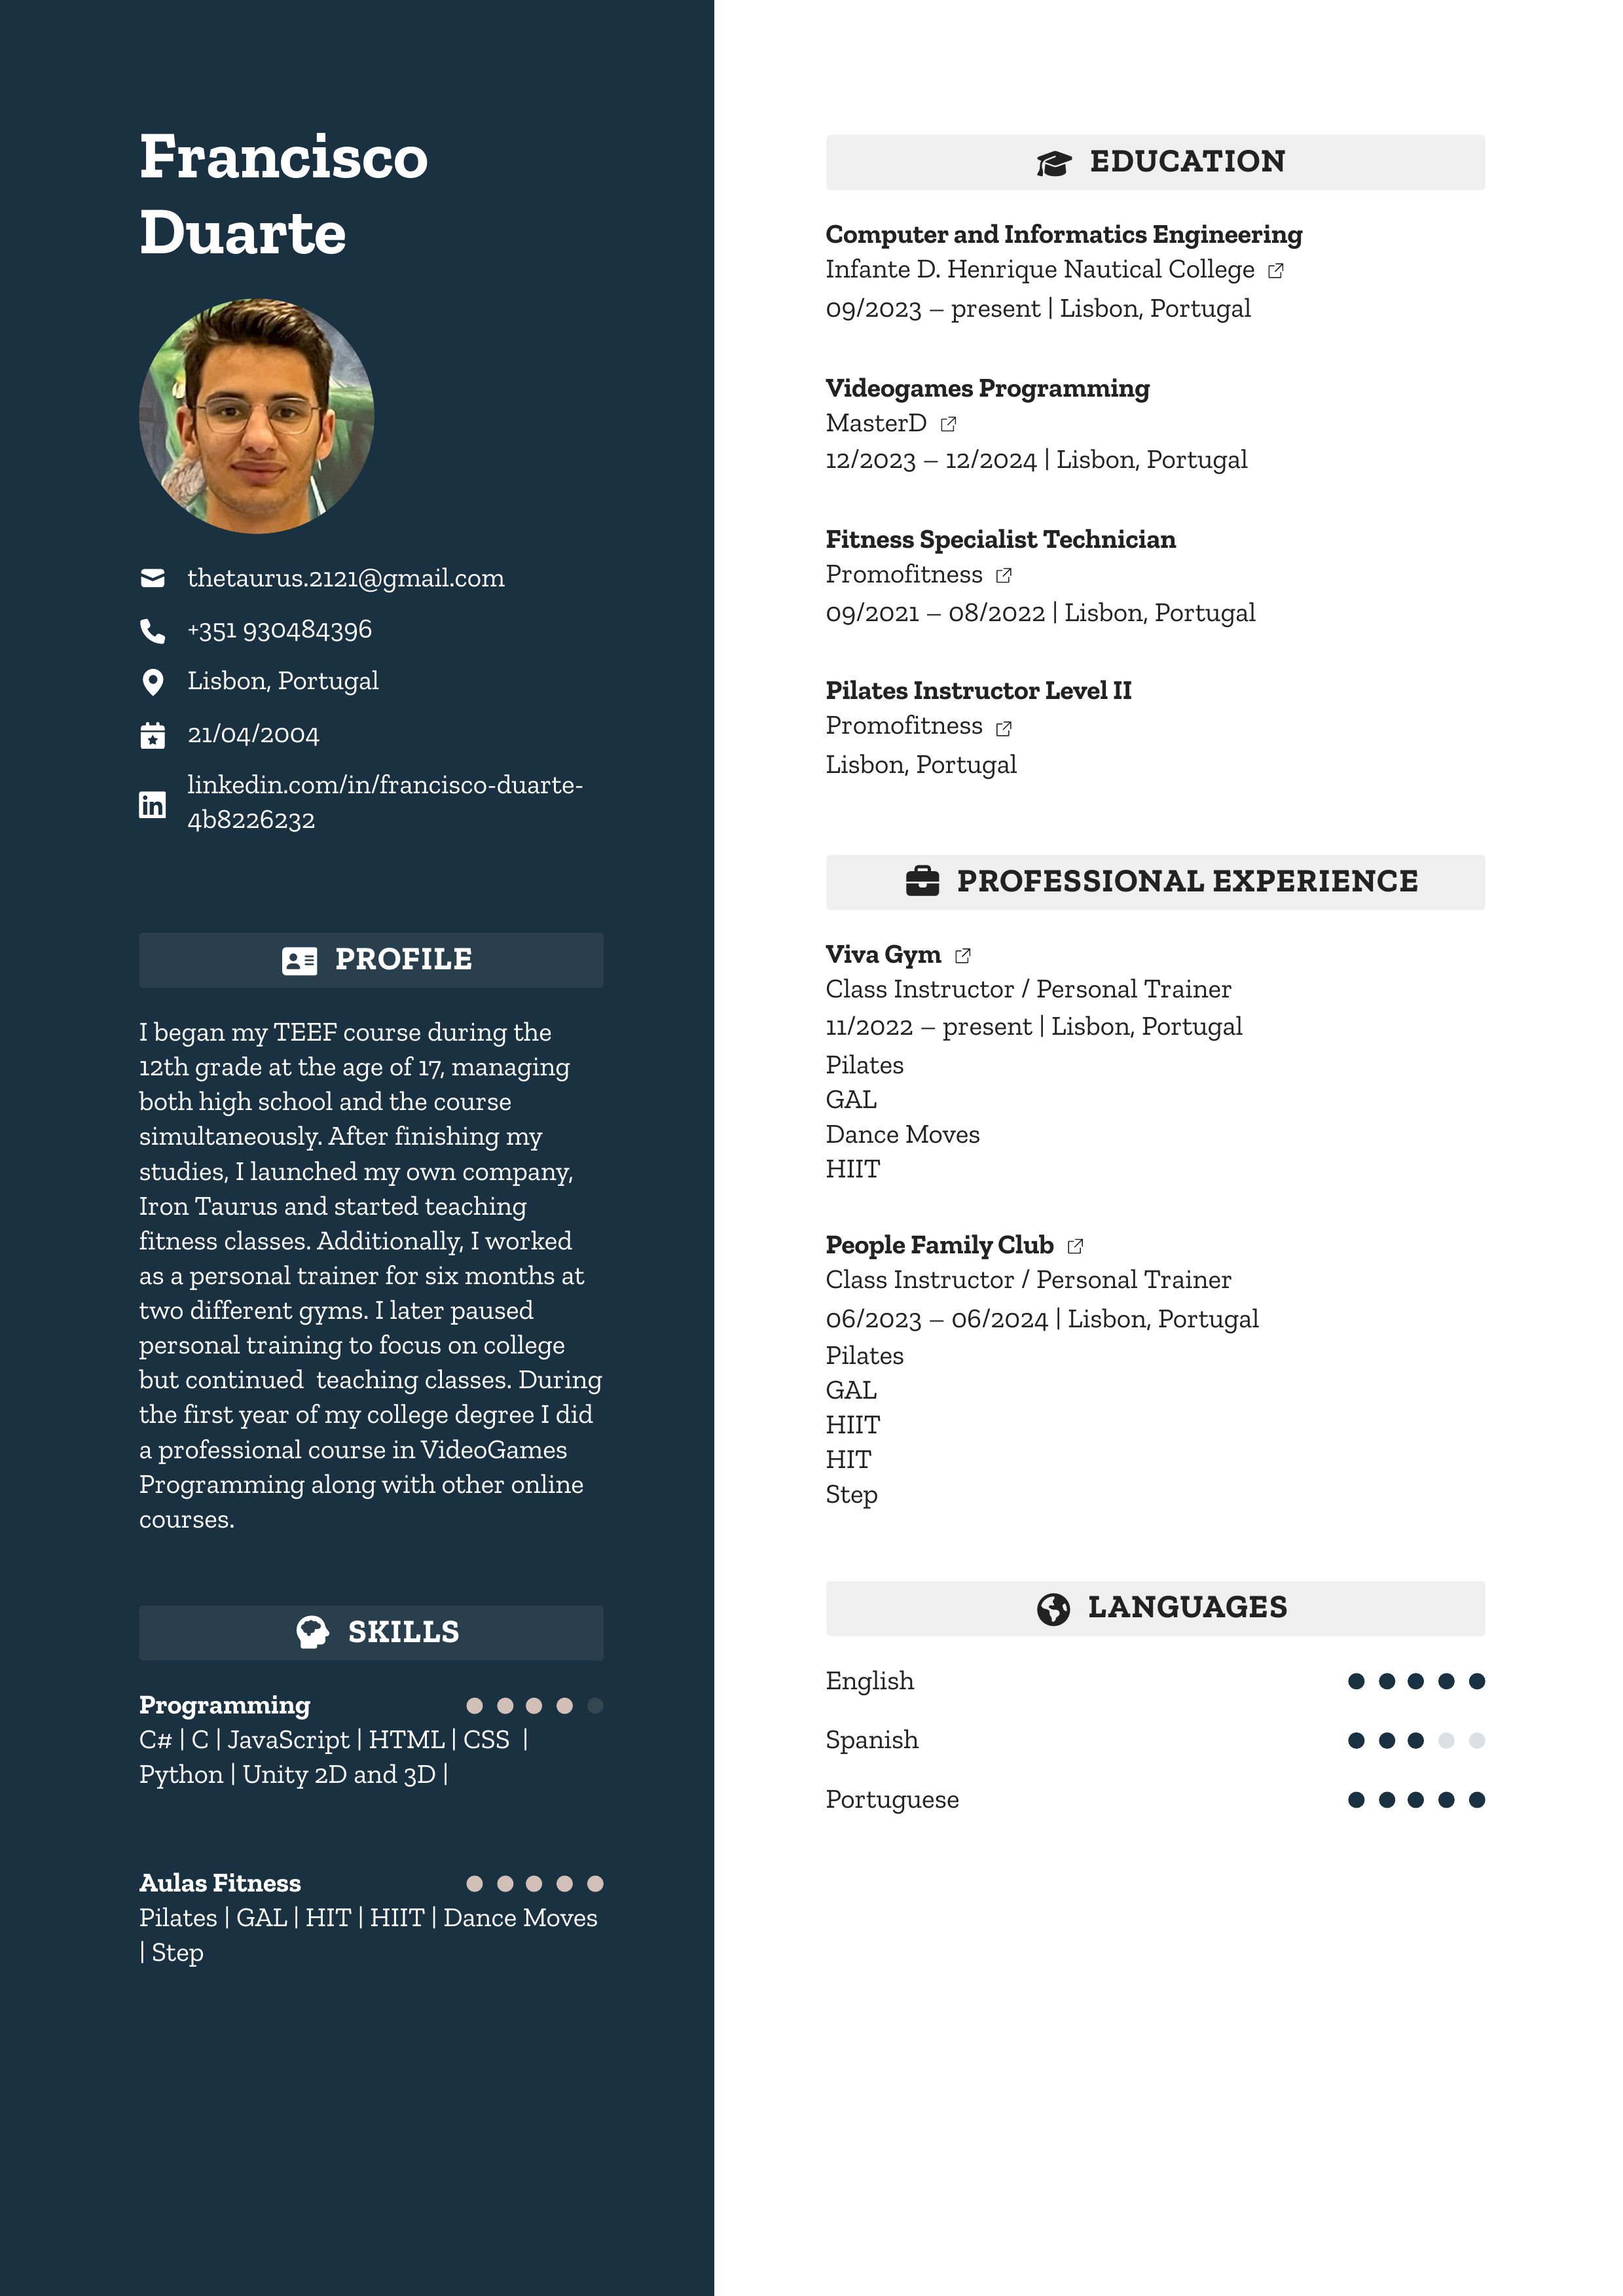 Francisco
Duarte
thetaurus.2121@gmail.com
+351 930484396
Lisbon, Portugal
21/04/2004
linkedin.com/in/francisco-duarte-
4b8226232
PROFILE
I began my TEEF course during the
12th grade at the age of 17, managing
both high school and the course
simultaneously. After finishing my
studies, I launched my own company,
Iron Taurus and started teaching
fitness classes. Additionally, I worked
as a personal trainer for six months at
two different gyms. I later paused
personal training to focus on college
but continued  teaching classes. During
the first year of my college degree I did
a professional course in VideoGames
Programming along with other online
courses.
SKILLS
Programming
C# | C | JavaScript | HTML | CSS  |
Python | Unity 2D and 3D |
Aulas Fitness
Pilates | GAL | HIT | HIIT | Dance Moves
| Step
EDUCATION
Computer and Informatics Engineering
Infante D. Henrique Nautical College
09/2023 – present | Lisbon, Portugal
Videogames Programming
MasterD
12/2023 – 12/2024 | Lisbon, Portugal
Fitness Specialist Technician
Promofitness
09/2021 – 08/2022 | Lisbon, Portugal
Pilates Instructor Level II
Promofitness
Lisbon, Portugal
PROFESSIONAL EXPERIENCE
Viva Gym
Class Instructor / Personal Trainer
11/2022 – present | Lisbon, Portugal
Pilates
GAL
Dance Moves
HIIT
People Family Club
Class Instructor / Personal Trainer
06/2023 – 06/2024 | Lisbon, Portugal
Pilates
GAL
HIIT
HIT
Step
LANGUAGES
English
Spanish
Portuguese